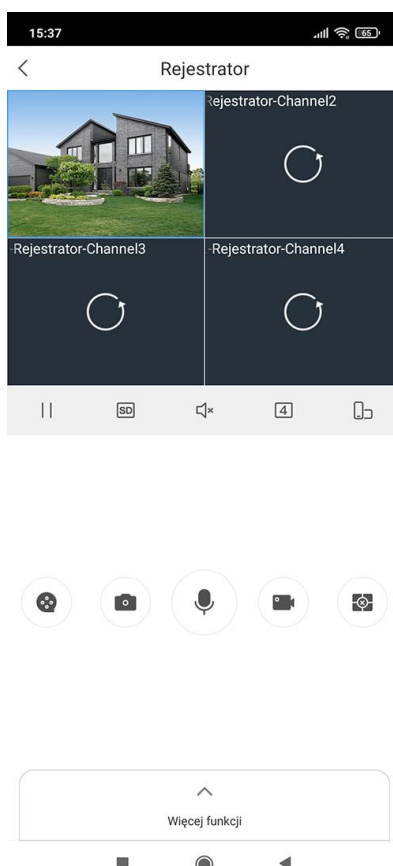 15:37
65
Rejestrator
Rejestrator-Channel2
-Rejestrator-Channel3
-Rejestrator-Channel4
SD
4
Więcej funkcji